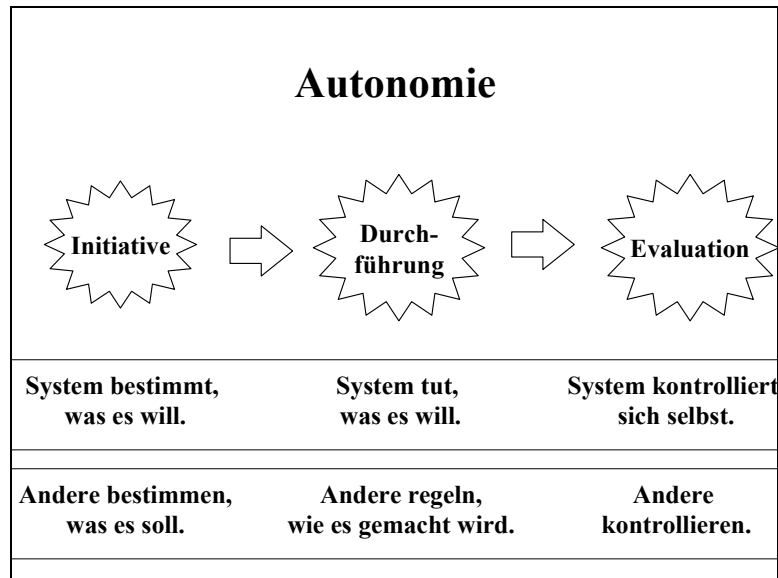 Autonomie
Initiative
Durch-
führung
Evaluation
System bestimmt,
was es will.
System tut,
was es will.
System kontrolliert
sich selbst.
Andere bestimmen,
was es soll.
Andere regeln,
wie es gemacht wird.
Andere
kontrollieren.